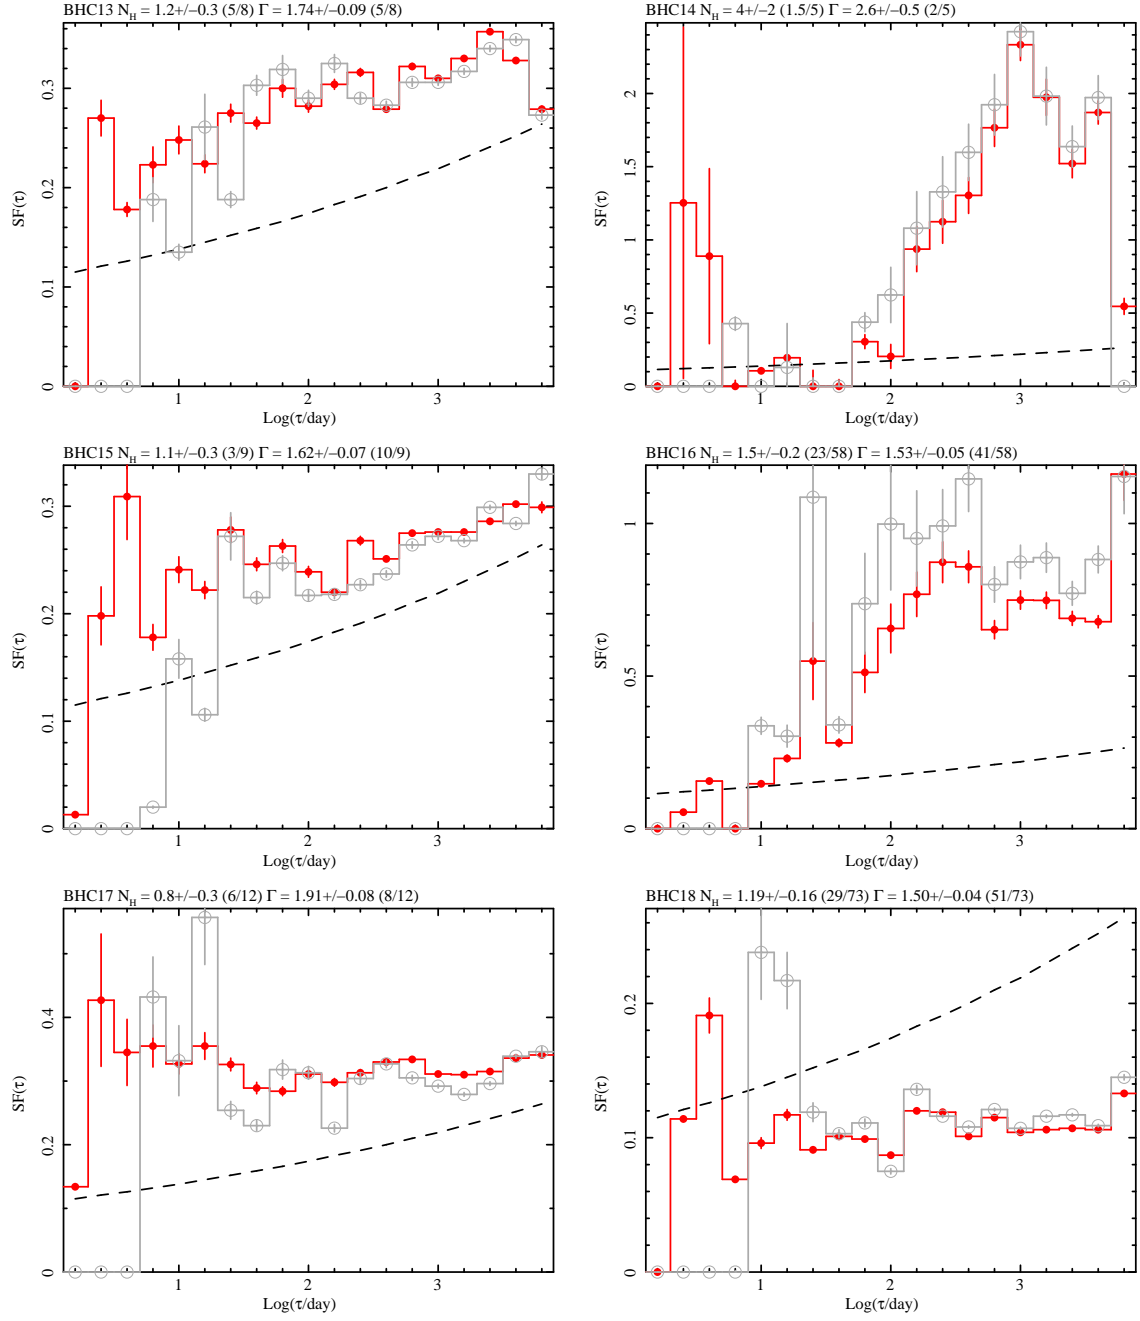 BHC13 N_H = 1.2+/−0.3 (5/8) Γ = 1.74+/−0.09 (5/8)
SF(τ)
0
0.1
0.2
0.3
1
2
3
Log(τ/day)
BHC14 N_H = 4+/−2 (1.5/5) Γ = 2.6+/−0.5 (2/5)
SF(τ)
0
0.5
1
1.5
2
1
2
3
Log(τ/day)
BHC15 N_H = 1.1+/−0.3 (3/9) Γ = 1.62+/−0.07 (10/9)
SF(τ)
0
0.1
0.2
0.3
1
2
3
Log(τ/day)
BHC16 N_H = 1.5+/−0.2 (23/58) Γ = 1.53+/−0.05 (41/58)
SF(τ)
0
0.5
1
1
2
3
Log(τ/day)
BHC17 N_H = 0.8+/−0.3 (6/12) Γ = 1.91+/−0.08 (8/12)
SF(τ)
0
0.2
0.4
1
2
3
Log(τ/day)
BHC18 N_H = 1.19+/−0.16 (29/73) Γ = 1.50+/−0.04 (51/73)
SF(τ)
0
0.1
0.2
1
2
3
Log(τ/day)